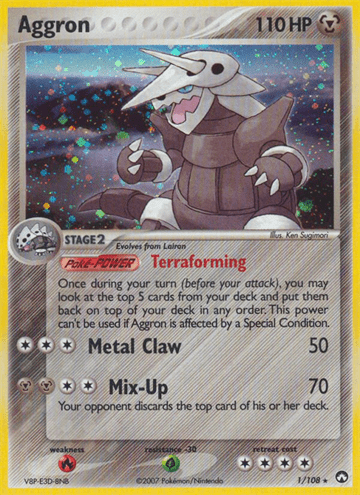 Aggron 110 HP
Illus. Ken Sugimori
STAGE 2 Evolves from Lairon
Poké-POWER Terraforming
Once during your turn (before your attack), you may
look at the top 5 cards from your deck and put them
back on top of your deck in any order. This power
can't be used if Aggron is affected by a Special Condition.
Metal Claw 50
Mix-Up 70
Your opponent discards the top card of his or her deck.
weakness resistance -30 retreat cost
V8P-E3D-8N8 ©2007 Pokémon/Nintendo 1/108 ★